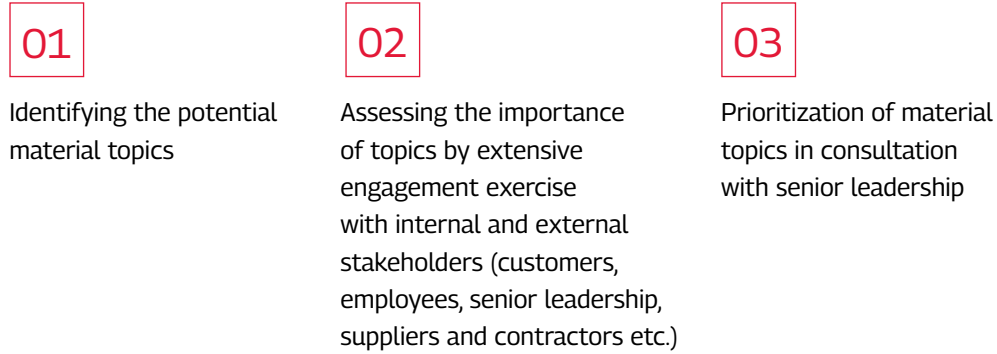 01
Identifying the potential
material topics
02
Assessing the importance
of topics by extensive
engagement exercise
with internal and external
stakeholders (customers,
employees, senior leadership,
suppliers and contractors etc.)
03
Prioritization of material
topics in consultation
with senior leadership